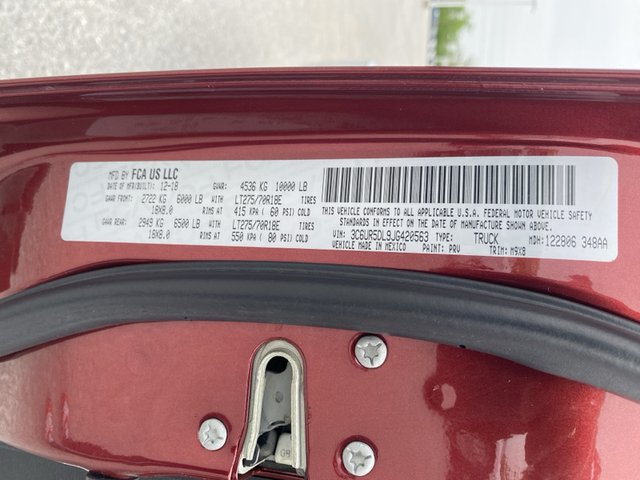 MFD BY FCA US LLC
DATE OF MFR(BUILT): 12-18 GVWR: 4536 KG 10000 LB
GAWR FRONT: 2722 KG 6000 LB WITH LT275/70R18E TIRES
18X8.0 RIMS AT 415 KPA ( 60 PSI) COLD
GAWR REAR: 2948 KG 6500 LB WITH LT275/70R18E TIRES
18X8.0 RIMS AT 550 KPA ( 80 PSI) COLD
THIS VEHICLE CONFORMS TO ALL APPLICABLE U.S.A. FEDERAL MOTOR VEHICLE SAFETY
STANDARDS IN EFFECT ON THE DATE OF MANUFACTURE SHOWN ABOVE.
VIN: 3C6UR5DL9JG420563 TYPE: TRUCK MDH: 122806 348AA
VEHICLE MADE IN MEXICO PAINT: PRV TRIM: M9X8
G9